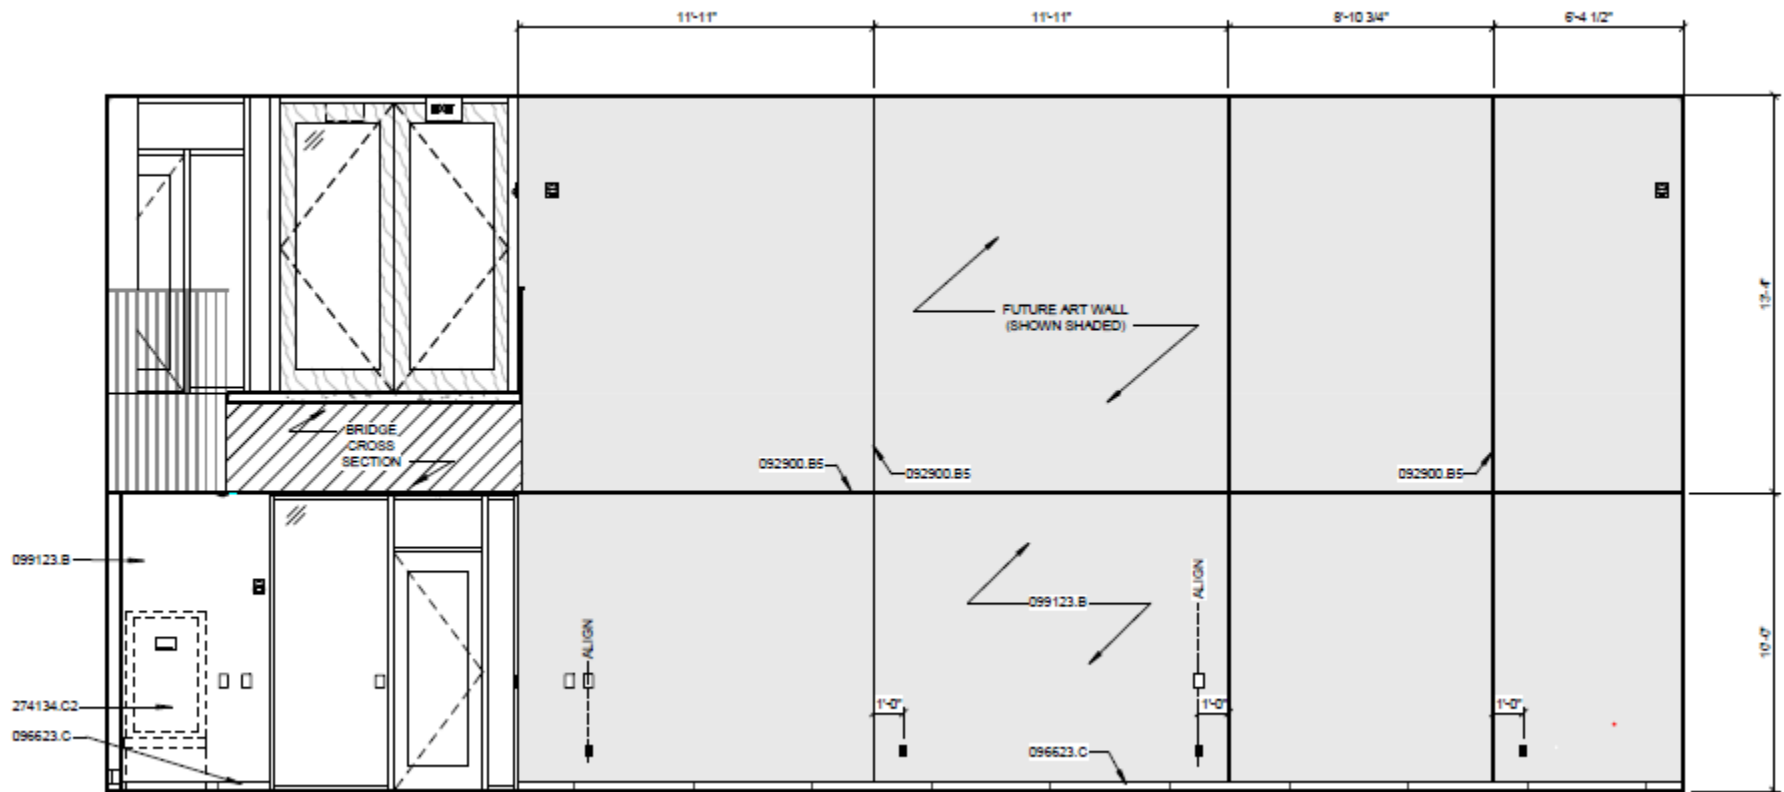 11'-11"
11'-11"
8'-10 3/4"
6'-4 1/2"
EXIT
13'-4"
FUTURE ART WALL
(SHOWN SHADED)
BRIDGE
CROSS
SECTION
092900.B5
092900.B5
092900.B5
099123.B
ALIGN
099123.B
ALIGN
10'-0"
274134.C2
1'-0"
1'-0"
1'-0"
096623.C
096623.C